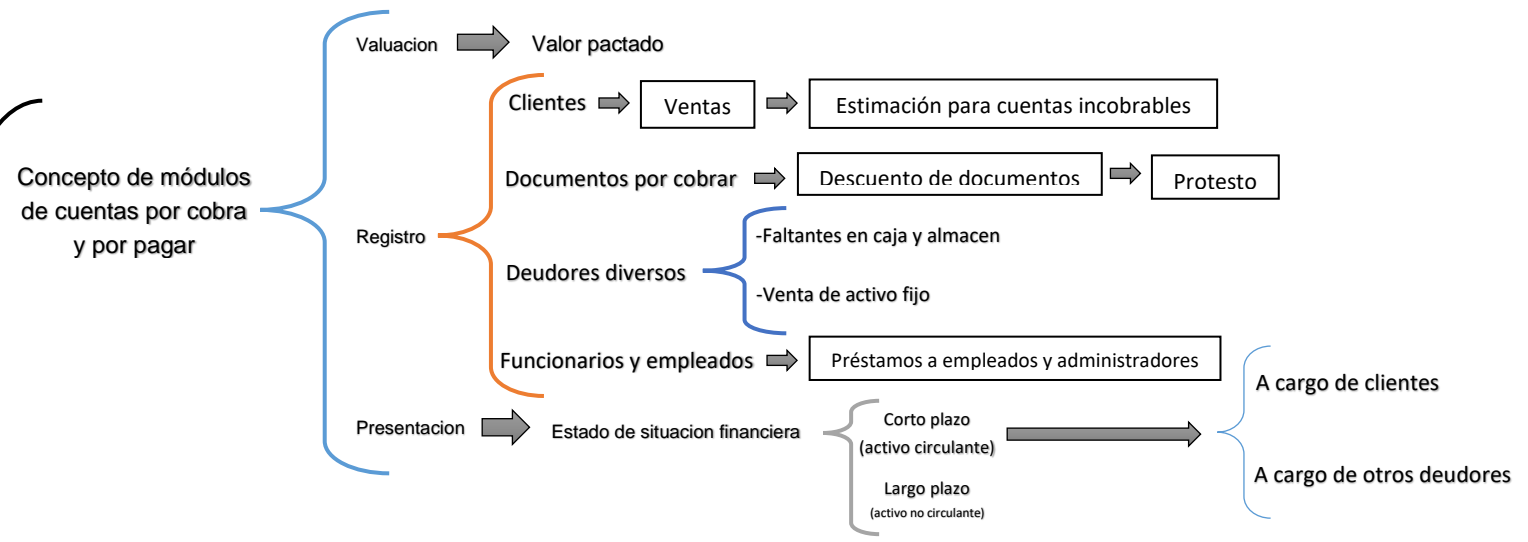 Concepto de módulos
de cuentas por cobra
y por pagar
Valuacion
Valor pactado
Registro
Clientes
Ventas
Estimación para cuentas incobrables
Documentos por cobrar
Descuento de documentos
Protesto
Deudores diversos
-Faltantes en caja y almacen
-Venta de activo fijo
Funcionarios y empleados
Préstamos a empleados y administradores
Presentacion
Estado de situacion financiera
Corto plazo
(activo circulante)
Largo plazo
(activo no circulante)
A cargo de clientes
A cargo de otros deudores